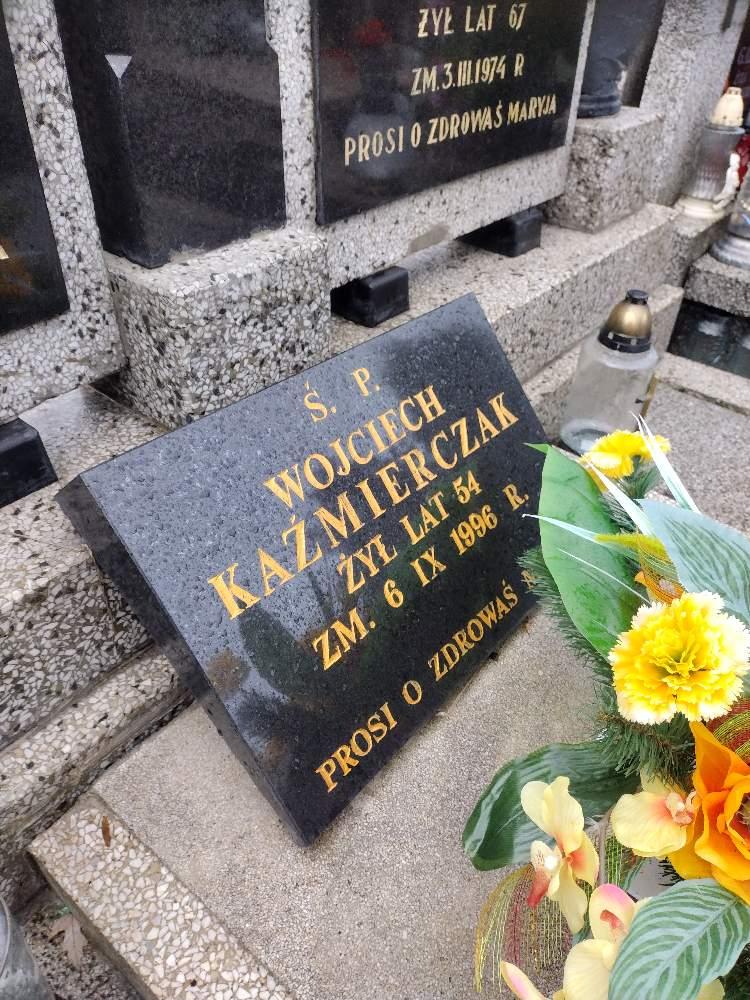 ŻYŁ LAT 67
ZM.3.III.1974 R
PROSI O ZDROWAŚ MARYJA
Ś. P.
WOJCIECH
KAŹMIERCZAK
ŻYŁ LAT 54
ZM. 6 IX 1996 R.
PROSI O ZDROWAŚ